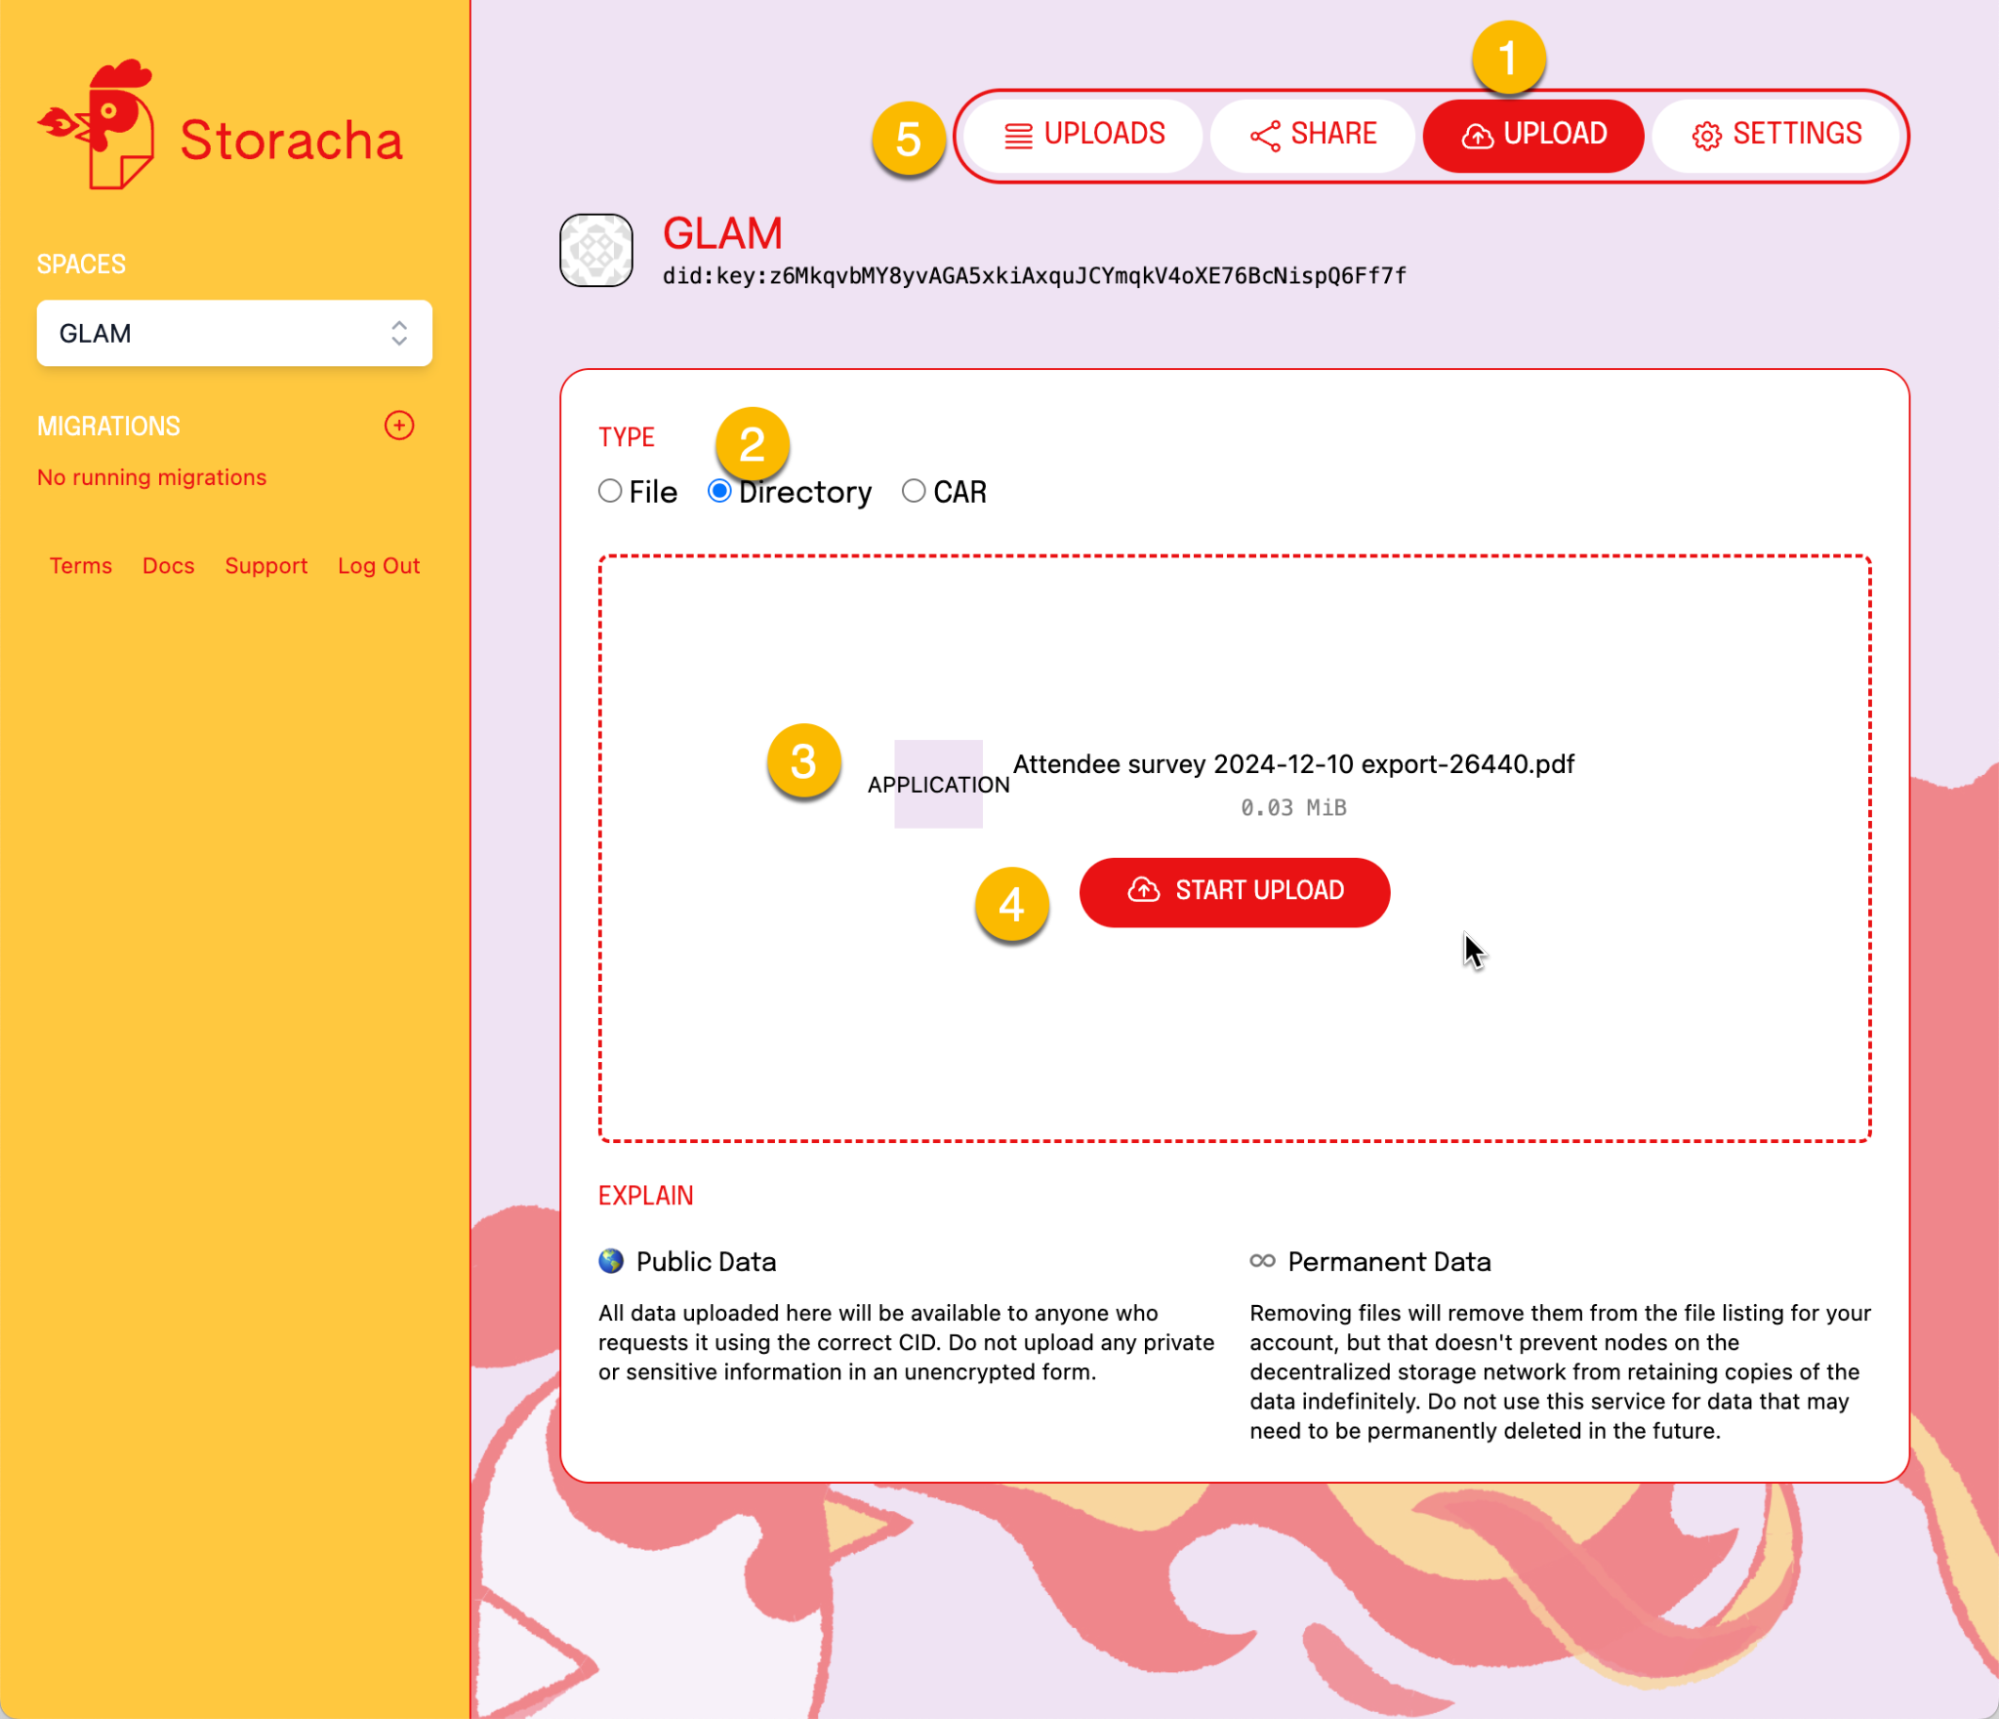 Storacha
SPACES
GLAM
MIGRATIONS
No running migrations
Terms Docs Support Log Out
1
5
UPLOADS SHARE UPLOAD SETTINGS
GLAM
did:key:z6MkqvbMY8yvAGA5xkiAxquJCYmqkV4oXE76BcNispQ6Ff7f
TYPE
2
File Directory CAR
3
APPLICATION
Attendee survey 2024-12-10 export-26440.pdf
0.03 MiB
4
START UPLOAD
EXPLAIN
Public Data
All data uploaded here will be available to anyone who
requests it using the correct CID. Do not upload any private
or sensitive information in an unencrypted form.
Permanent Data
Removing files will remove them from the file listing for your
account, but that doesn't prevent nodes on the
decentralized storage network from retaining copies of the
data indefinitely. Do not use this service for data that may
need to be permanently deleted in the future.